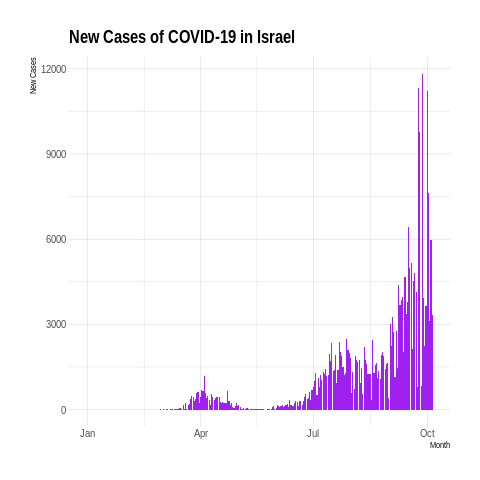 New Cases of COVID-19 in Israel
New Cases
12000
9000
6000
3000
0
Jan Apr Jul Oct
Month